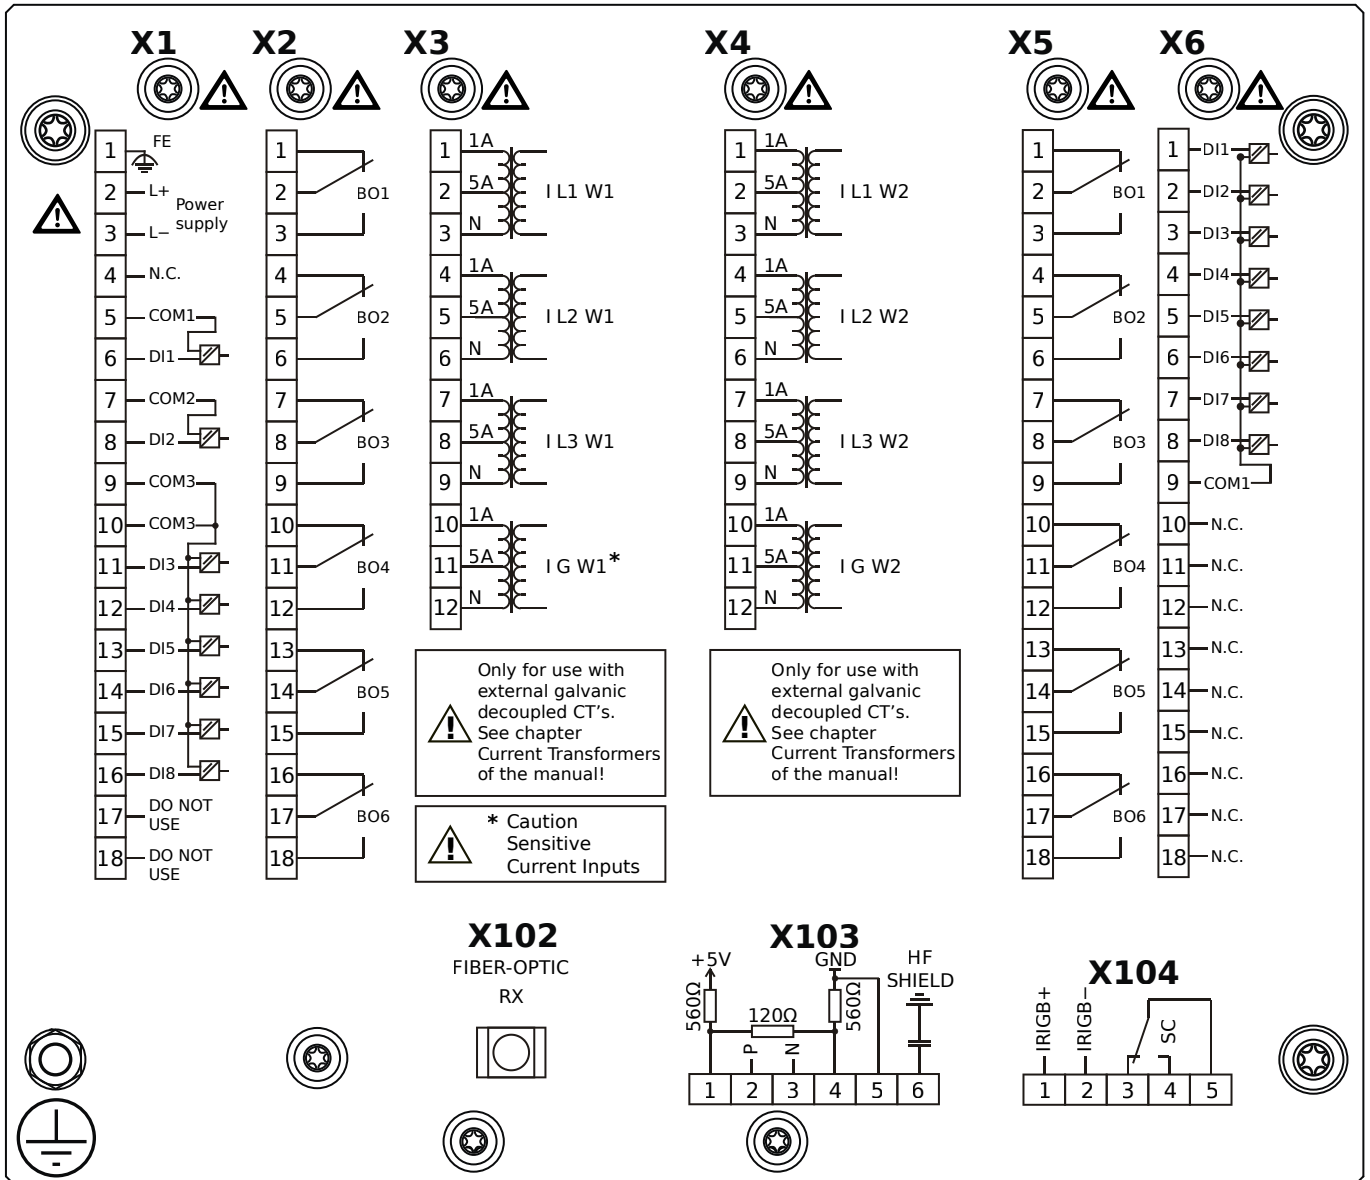 X1 X2 X3 X4 X5 X6
1 FE
2 L+
Power
supply
3 L−
4 N.C.
5 COM1
6 DI1
7 COM2
8 DI2
9 COM3
10 COM3
11 DI3
12 DI4
13 DI5
14 DI6
15 DI7
16 DI8
17 DO NOT
USE
18 DO NOT
USE
1
2 BO1
3
4
5 BO2
6
7
8 BO3
9
10
11 BO4
12
13
14 BO5
15
16
17 BO6
18
1 1A
2 5A I L1 W1
3 N
4 1A
5 5A I L2 W1
6 N
7 1A
8 5A I L3 W1
9 N
10 1A
11 5A I G W1*
12 N
Only for use with
external galvanic
decoupled CT's.
See chapter
Current Transformers
of the manual!
* Caution
Sensitive
Current Inputs
1 1A
2 5A I L1 W2
3 N
4 1A
5 5A I L2 W2
6 N
7 1A
8 5A I L3 W2
9 N
10 1A
11 5A I G W2
12 N
Only for use with
external galvanic
decoupled CT's.
See chapter
Current Transformers
of the manual!
1
2 BO1
3
4
5 BO2
6
7
8 BO3
9
10
11 BO4
12
13
14 BO5
15
16
17 BO6
18
1 DI1
2 DI2
3 DI3
4 DI4
5 DI5
6 DI6
7 DI7
8 DI8
9 COM1
10 N.C.
11 N.C.
12 N.C.
13 N.C.
14 N.C.
15 N.C.
16 N.C.
17 N.C.
18 N.C.
X102
FIBER-OPTIC
RX
X103
+5V GND HF
SHIELD
560Ω 120Ω 560Ω
P N
1 2 3 4 5 6
X104
IRIGB+ IRIGB− SC
1 2 3 4 5